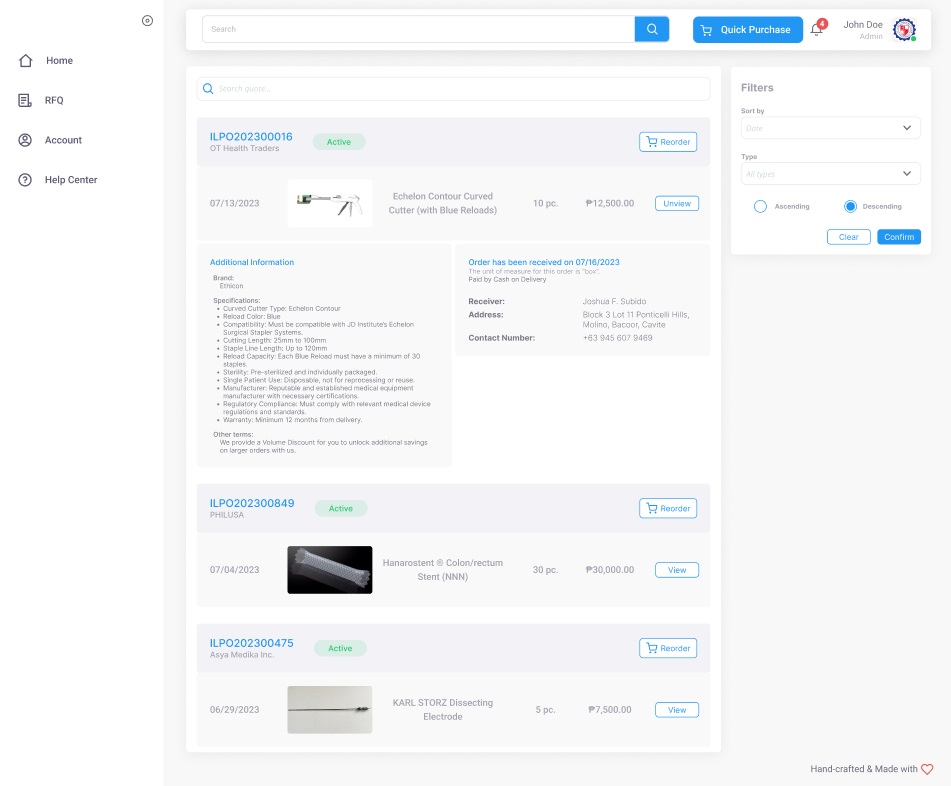 Home
RFQ
Account
Help Center
Search
Quick Purchase
4
John Doe
Admin
Search quote...
ILPO202300016
OT Health Traders
Active
Reorder
07/13/2023
Echelon Contour Curved
Cutter (with Blue Reloads)
10 pc.
₱12,500.00
Unview
Additional Information
Brand:
Ethicon
Specifications:
• Curved Cutter Type: Echelon Contour
• Reload Color: Blue
• Compatibility: Must be compatible with JD Institute's Echelon
Surgical Stapler Systems.
• Cutting Length: 25mm to 100mm
• Staple Line Length: Up to 120mm
• Reload Capacity: Each Blue Reload must have a minimum of 30
staples.
• Sterility: Pre-sterilized and individually packaged.
• Single Patient Use: Disposable, not for reprocessing or reuse.
• Manufacturer: Reputable and established medical equipment
manufacturer with necessary certifications.
• Regulatory Compliance: Must comply with relevant medical device
regulations and standards.
• Warranty: Minimum 12 months from delivery.
Other terms:
We provide a Volume Discount for you to unlock additional savings
on larger orders with us.
Order has been received on 07/16/2023
The unit of measure for this order is "box".
Paid by Cash on Delivery
Receiver: Joshua F. Subido
Address: Block 3 Lot 11 Ponticelli Hills,
Molino, Bacoor, Cavite
Contact Number: +63 945 607 9469
ILPO202300849
PHILUSA
Active
Reorder
07/04/2023
Hanarostent ® Colon/rectum
Stent (NNN)
30 pc.
₱30,000.00
View
ILPO202300475
Asya Medika Inc.
Active
Reorder
06/29/2023
KARL STORZ Dissecting
Electrode
5 pc.
₱7,500.00
View
Filters
Sort by
Date
Type
All types
Ascending
Descending
Clear
Confirm
Hand-crafted & Made with